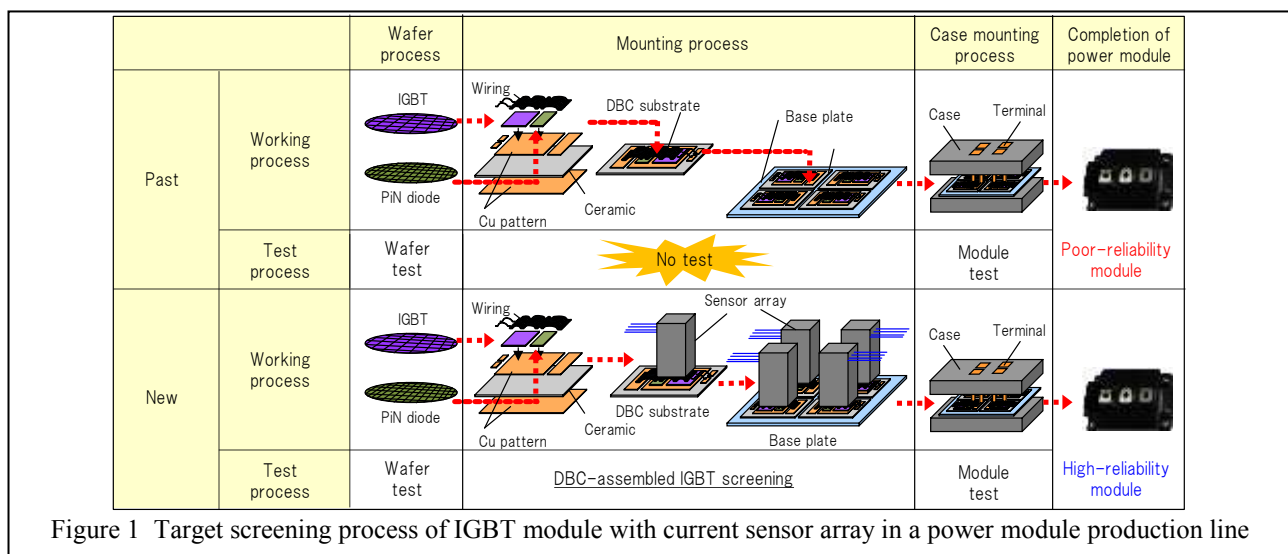 Wafer
process
Mounting process
Case mounting
process
Completion of
power module
Past
Working
process
IGBT
PiN diode
Wiring
Cu pattern
Ceramic
DBC substrate
Base plate
Case
Terminal
Test
process
Wafer
test
No test
Module
test
Poor-reliability
module
New
Working
process
IGBT
PiN diode
Wiring
Cu pattern
Ceramic
Sensor array
DBC substrate
Base plate
Case
Terminal
Test
process
Wafer
test
DBC-assembled IGBT screening
Module
test
High-reliability
module
Figure 1 Target screening process of IGBT module with current sensor array in a power module production line